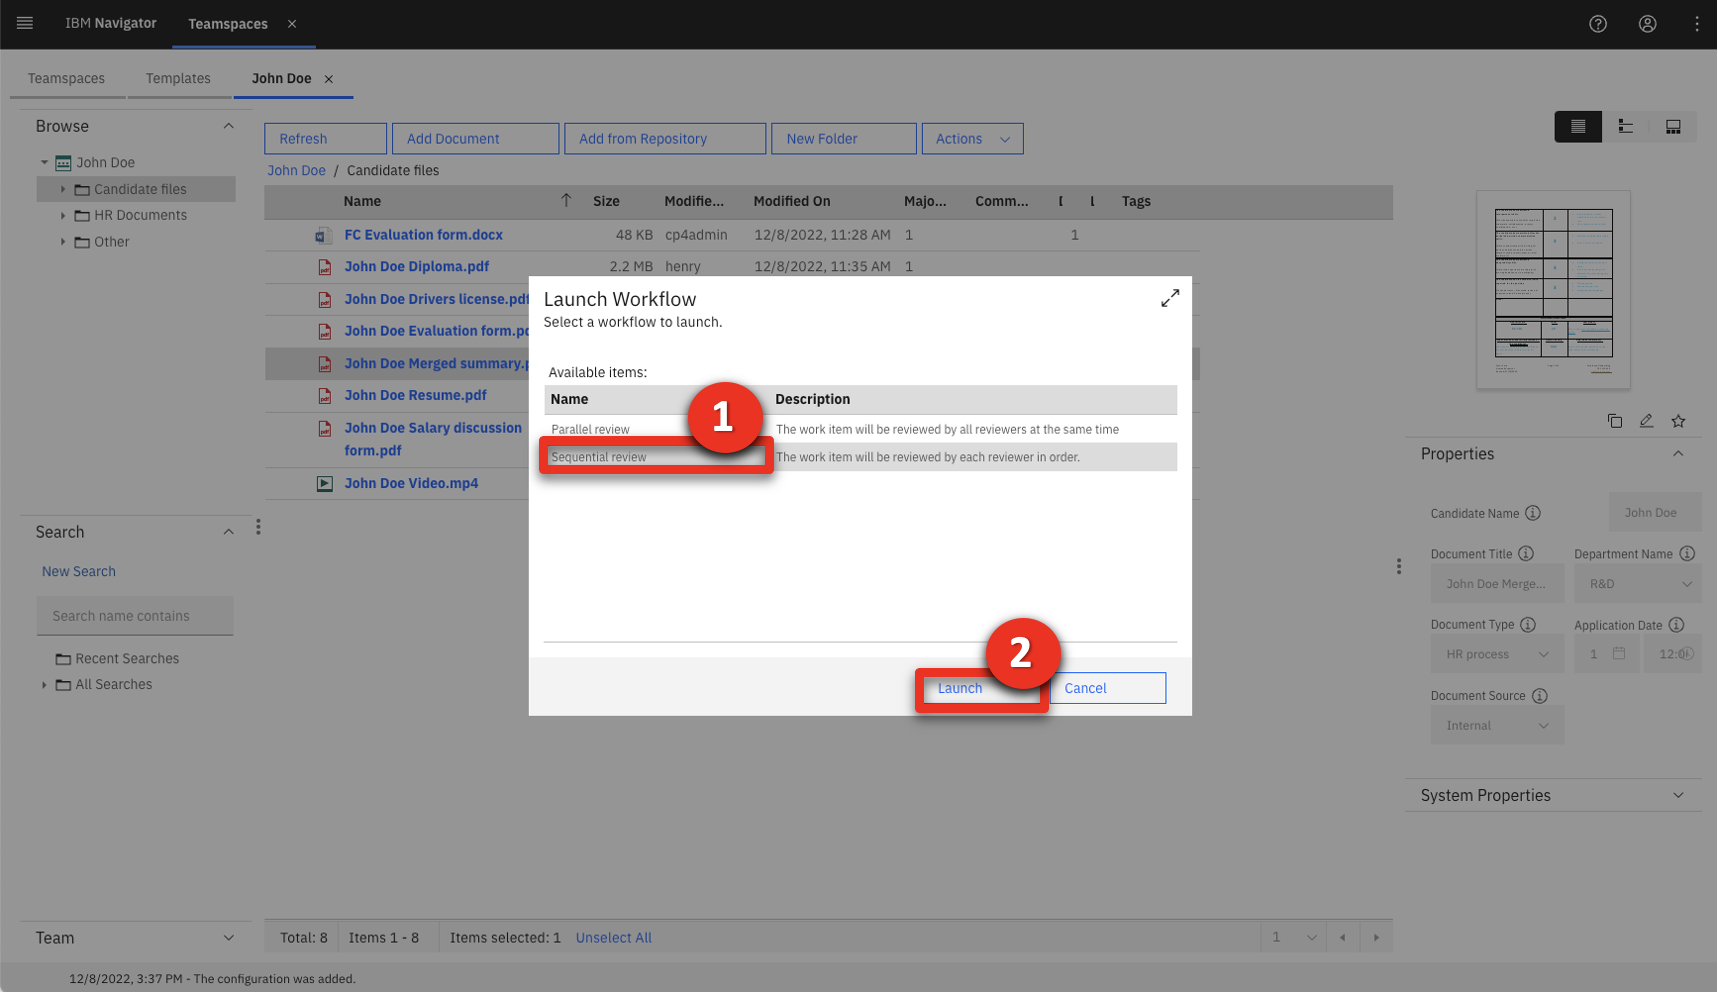 IBM Navigator
Teamspaces
Teamspaces
Templates
John Doe
Browse
John Doe
Candidate files
HR Documents
Other
Search
New Search
Search name contains
Recent Searches
All Searches
Team
Refresh
Add Document
Add from Repository
New Folder
Actions
John Doe / Candidate files
Name Size Modifie... Modified On Majo... Comm... Tags
FC Evaluation form.docx 48 KB cp4admin 12/8/2022, 11:28 AM 1 1
John Doe Diploma.pdf 2.2 MB henry 12/8/2022, 11:35 AM 1
John Doe Drivers license.pdf
John Doe Evaluation form.pd
John Doe Merged summary.p
John Doe Resume.pdf
John Doe Salary discussion
form.pdf
John Doe Video.mp4
Launch Workflow
Select a workflow to launch.
Available items:
Name Description
1
Parallel review The work item will be reviewed by all reviewers at the same time
Sequential review The work item will be reviewed by each reviewer in order.
2
Launch
Cancel
Properties
Candidate Name John Doe
Document Title Department Name
John Doe Merge... R&D
Document Type Application Date
HR process 1 12:0
Document Source
Internal
System Properties
Total: 8 Items 1 - 8 Items selected: 1 Unselect All 1
12/8/2022, 3:37 PM - The configuration was added.